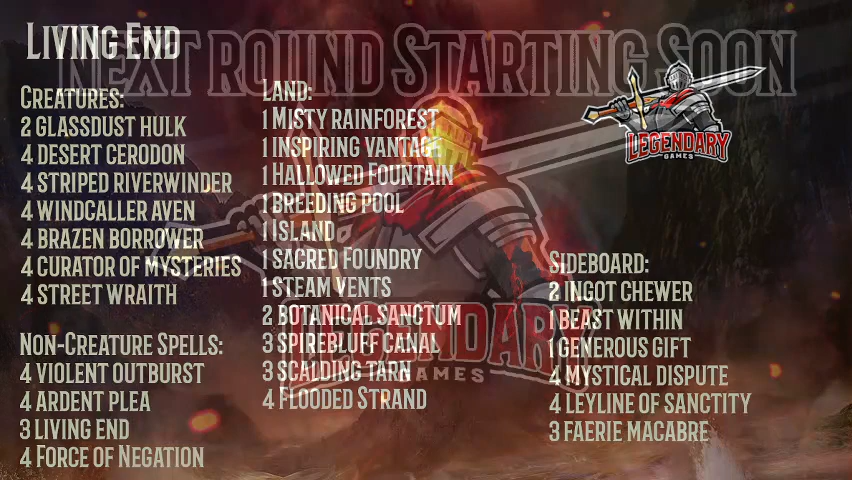 Living End
Next round Starting Soon
Creatures:
2 Glassdust Hulk
4 Desert Cerodon
4 Striped Riverwinder
4 Windcaller Aven
4 Brazen Borrower
4 Curator of Mysteries
4 Street Wraith
Non-Creature Spells:
4 Violent Outburst
4 Ardent Plea
3 Living End
4 Force of Negation
Land:
1 Misty Rainforest
1 Inspiring Vantage
1 Hallowed Fountain
1 Breeding Pool
1 Island
1 Sacred Foundry
1 Steam Vents
2 Botanical Sanctum
3 Spirebluff Canal
3 Scalding Tarn
4 Flooded Strand
Legendary
Games
Sideboard:
2 Ingot Chewer
1 Beast Within
1 Generous Gift
4 Mystical Dispute
4 Leyline of Sanctity
3 Faerie Macabre
Legendary
Games